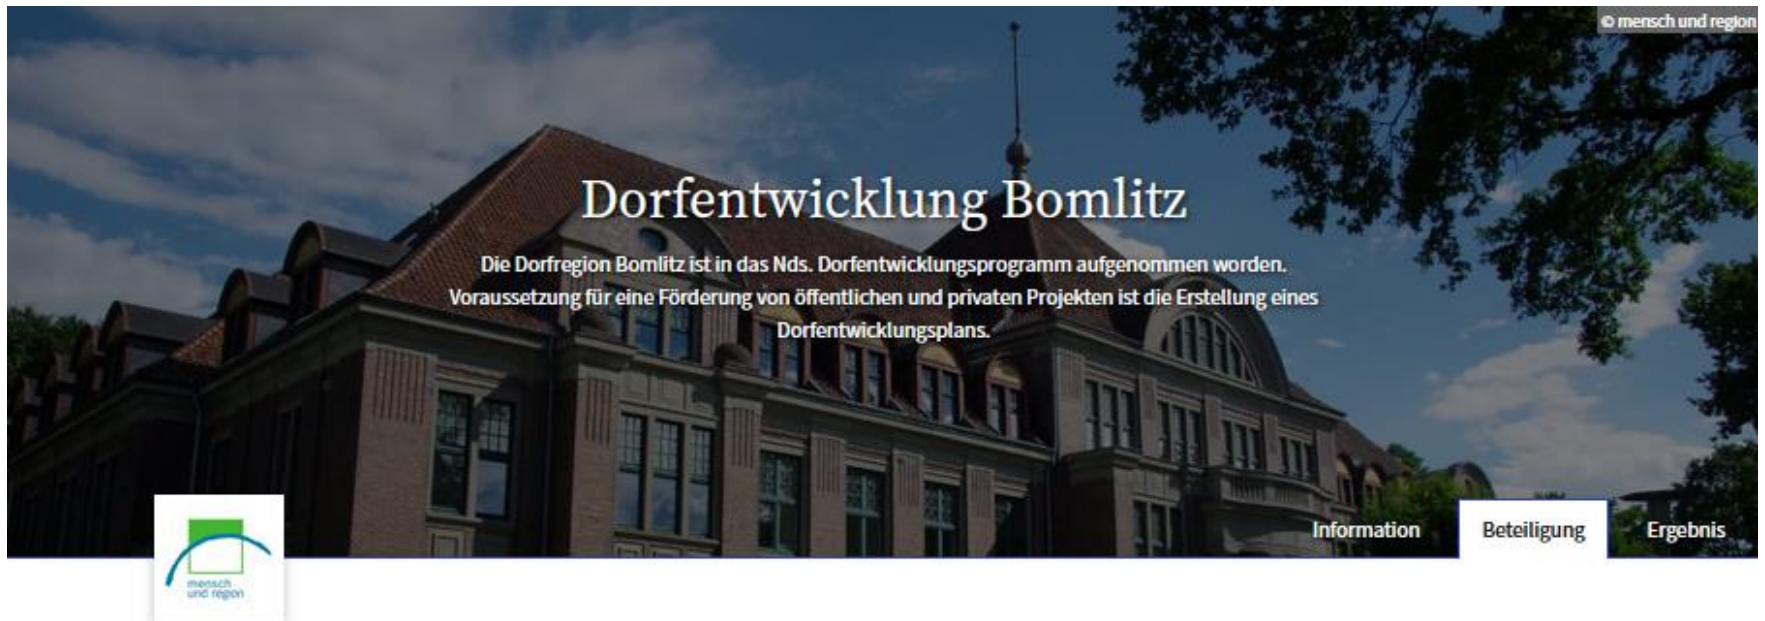 © mensch und region
Dorfentwicklung Bomlitz
Die Dorfregion Bomlitz ist in das Nds. Dorfentwicklungsprogramm aufgenommen worden.
Voraussetzung für eine Förderung von öffentlichen und privaten Projekten ist die Erstellung eines
Dorfentwicklungsplans.
Information Beteiligung Ergebnis
mensch
und region